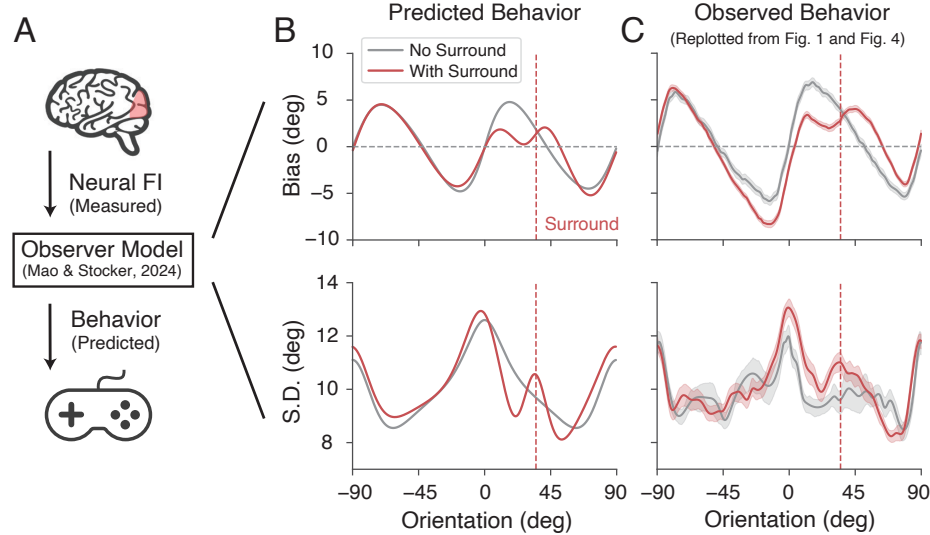 A
Neural FI
(Measured)
Observer Model
(Mao & Stocker, 2024)
Behavior
(Predicted)
B
Predicted Behavior
No Surround
With Surround
10
5
0
−5
−10
Bias (deg)
Surround
14
12
10
8
S.D. (deg)
−90
−45
0
45
90
Orientation (deg)
C
Observed Behavior
(Replotted from Fig. 1 and Fig. 4)
−90
−45
0
45
90
Orientation (deg)